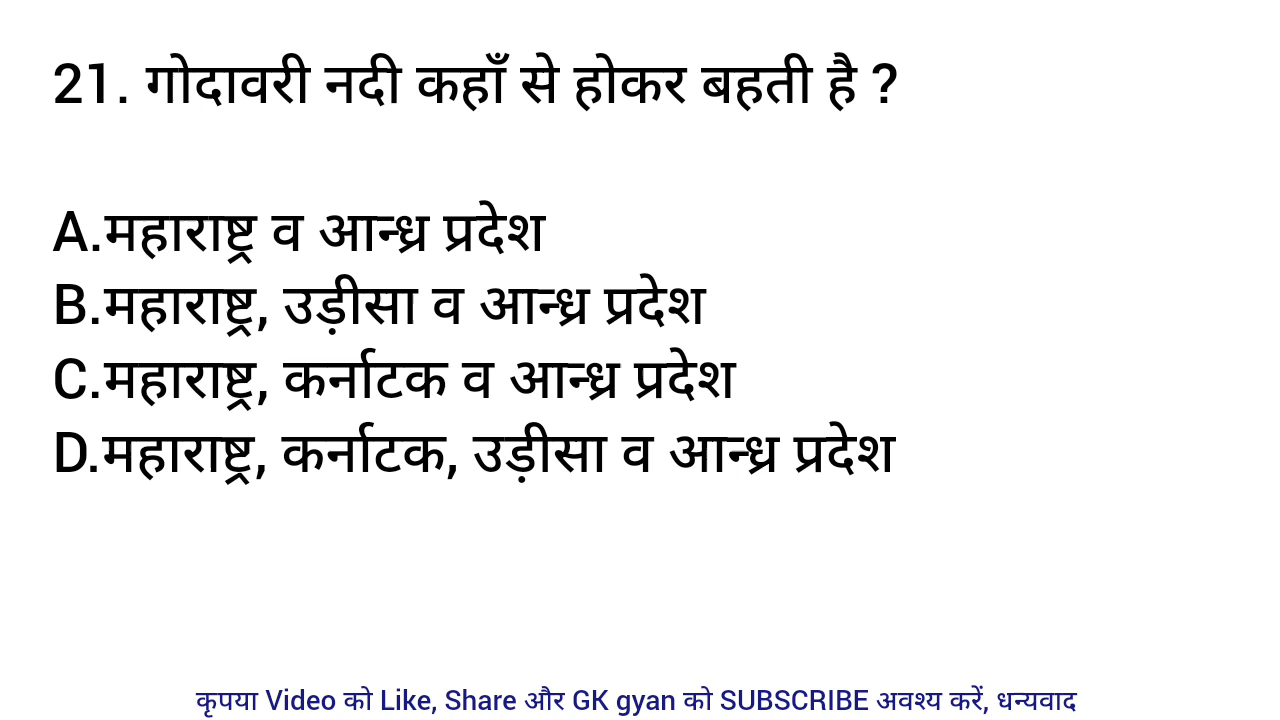 21. गोदावरी नदी कहाँ से होकर बहती है ?
A.महाराष्ट्र व आन्ध्र प्रदेश
B.महाराष्ट्र, उड़ीसा व आन्ध्र प्रदेश
C.महाराष्ट्र, कर्नाटक व आन्ध्र प्रदेश
D.महाराष्ट्र, कर्नाटक, उड़ीसा व आन्ध्र प्रदेश
कृपया Video को Like, Share और GK gyan को SUBSCRIBE अवश्य करें, धन्यवाद